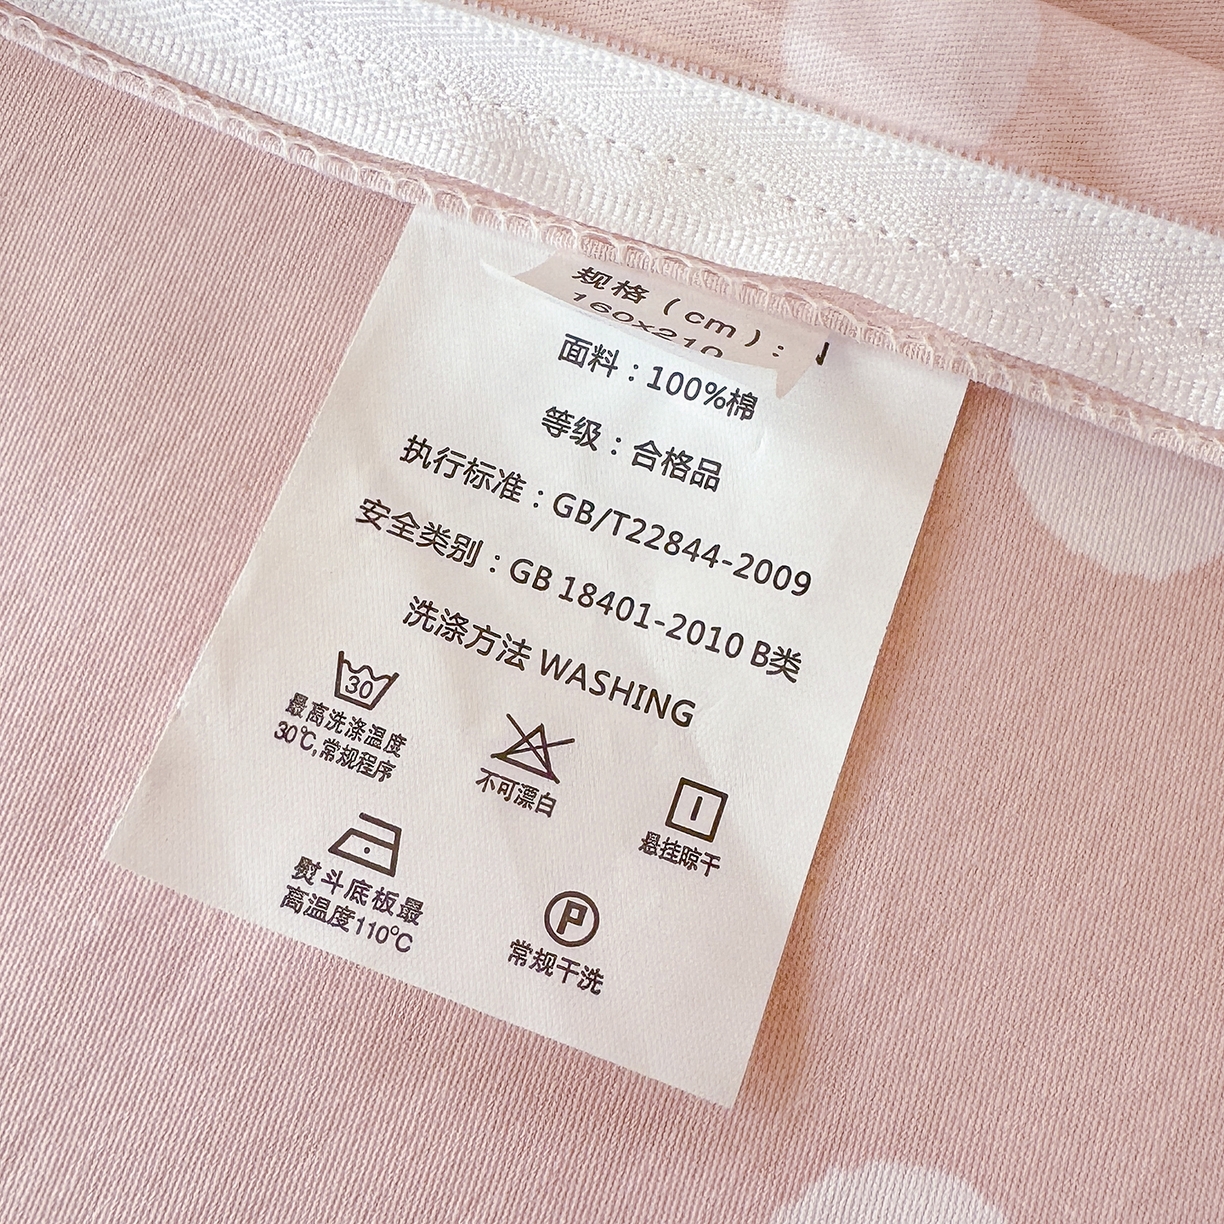 规格（cm）：
160x210
面料：100%棉
等级：合格品
执行标准：GB/T22844-2009
安全类别：GB 18401-2010 B类
洗涤方法 WASHING
30
最高洗涤温度
30℃,常规程序
不可漂白
悬挂晾干
熨斗底板最
高温度110℃
P
常规干洗